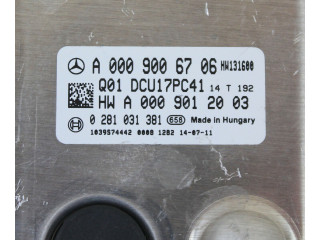 A 000 900 67 06 HW131600
Q01 DCU17PC41 14 T 192
HW A 000 901 20 03
0 281 031 381 658 Made in Hungary
1039S74442 0008 1282 14-07-11